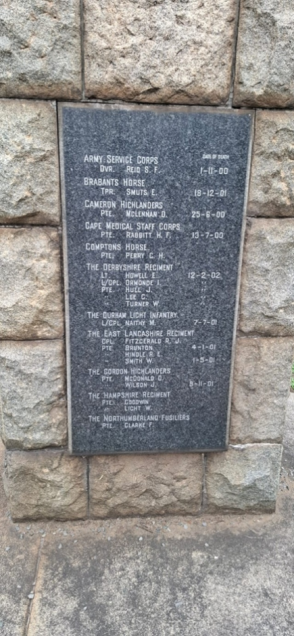 DATE OF DEATH
ARMY SERVICE CORPS
DVR. REID S. F. 1-11-00
BRABANTS HORSE
TPR. SMUTS E. 18-12-01
CAMERON HIGHLANDERS
PTE. McLENNAN D. 25-6-00
CAPE MEDICAL STAFF CORPS
PTE. RABBITT H. F. 13-7-00
COMPTONS HORSE
PTE. PERRY C. H.
THE DERBYSHIRE REGIMENT
LT. HOWELL E. 12-2-02
L/CPL. ORMONDE I. "
PTE. HULL J. "
LEE C. "
TURNER W. "
THE DURHAM LIGHT INFANTRY
L/CPL. M. 7-7-01
THE EAST LANCASHIRE REGIMENT
CPL. FITZGERALD R. J.
PTE. BRUNTON 4-1-01
HINDLE R. E.
SMITH W. 11-5-01
THE GORDON HIGHLANDERS
PTE. McDONALD D.
WILSON J. 8-11-01
THE HAMPSHIRE REGIMENT
PTE. GOODWIN
LIGHT W.
THE NORTHUMBERLAND FUSILIERS
PTE. CLARKE F.